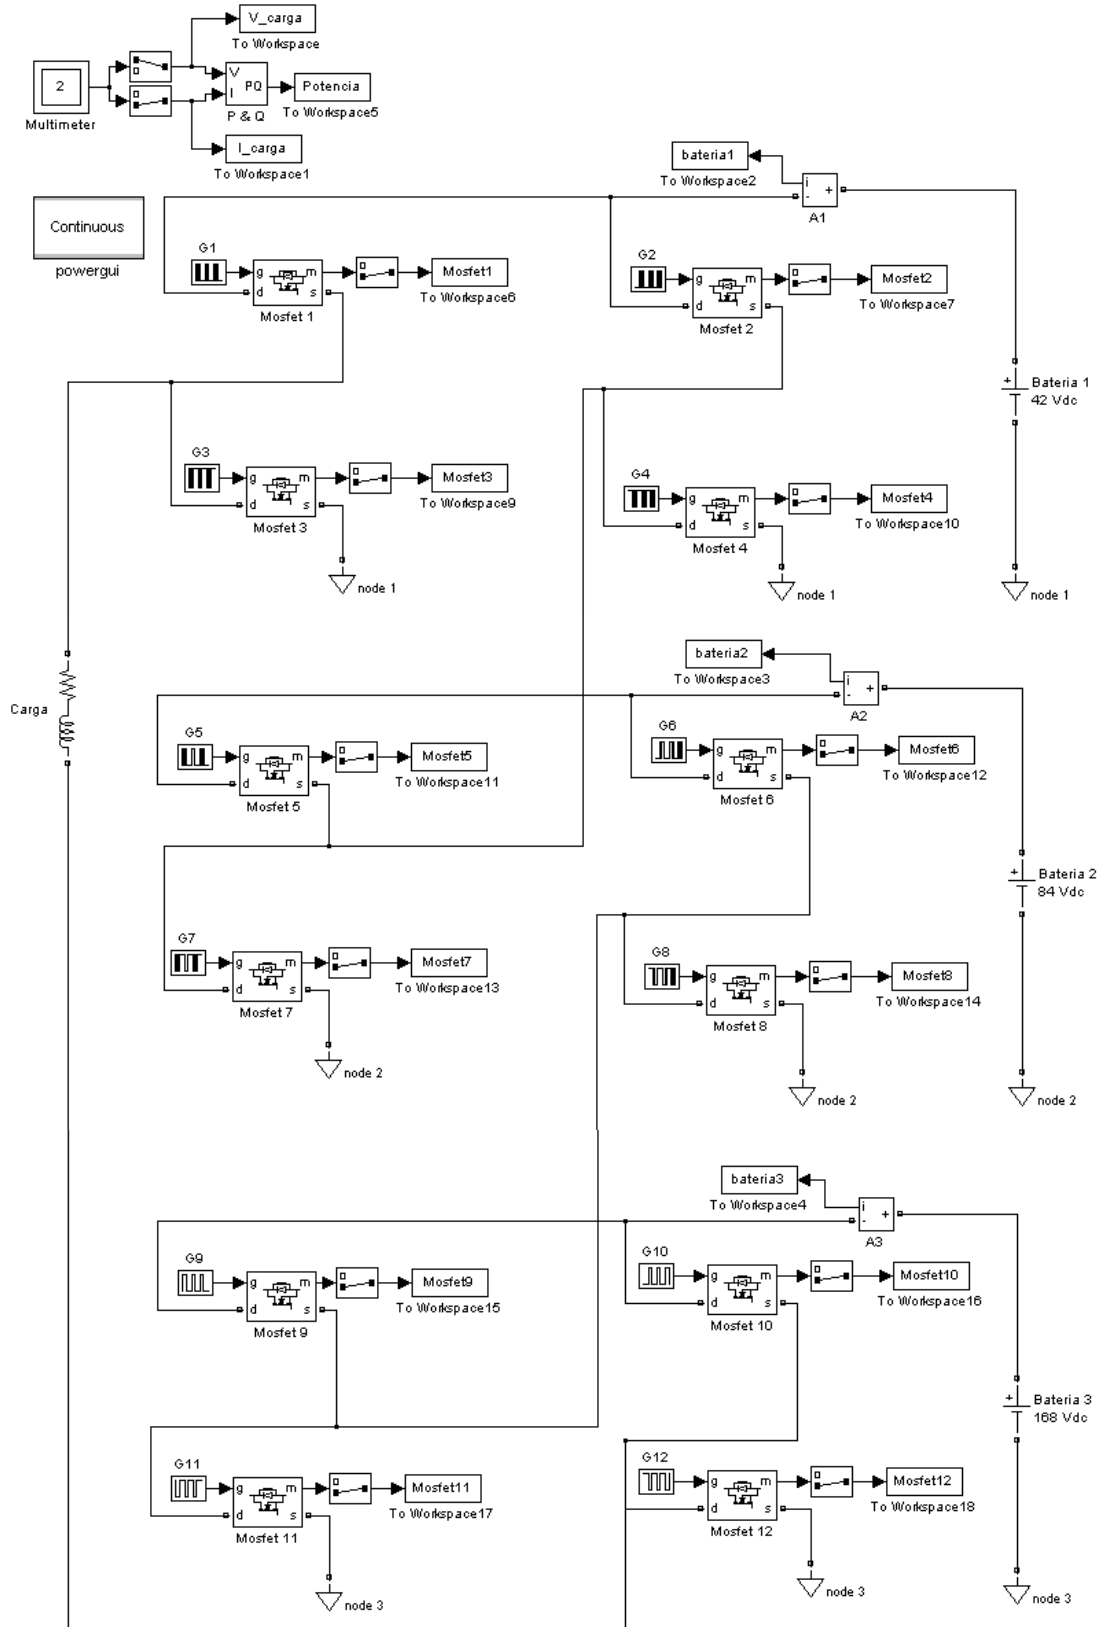 V_carga
To Workspace
2
Multimeter
V
I
PQ
P & Q
Potencia
To Workspace5
I_carga
To Workspace1
Continuous
powergui
bateria1
To Workspace2
i
-
+
A1
G1
g
m
d
s
Mosfet 1
Mosfet1
To Workspace6
G2
g
m
d
s
Mosfet 2
Mosfet2
To Workspace7
+
Bateria 1
42 Vdc
G3
g
m
d
s
Mosfet 3
Mosfet3
To Workspace9
node 1
G4
g
m
d
s
Mosfet 4
Mosfet4
To Workspace10
node 1
node 1
Carga
bateria2
To Workspace3
i
-
+
A2
G5
g
m
d
s
Mosfet 5
Mosfet5
To Workspace11
G6
g
m
d
s
Mosfet 6
Mosfet6
To Workspace12
+
Bateria 2
84 Vdc
G7
g
m
d
s
Mosfet 7
Mosfet7
To Workspace13
node 2
G8
g
m
d
s
Mosfet 8
Mosfet8
To Workspace14
node 2
node 2
bateria3
To Workspace4
i
-
+
A3
G9
g
m
d
s
Mosfet 9
Mosfet9
To Workspace15
G10
g
m
d
s
Mosfet 10
Mosfet10
To Workspace16
+
Bateria 3
168 Vdc
G11
g
m
d
s
Mosfet 11
Mosfet11
To Workspace17
node 3
G12
g
m
d
s
Mosfet 12
Mosfet12
To Workspace18
node 3
node 3